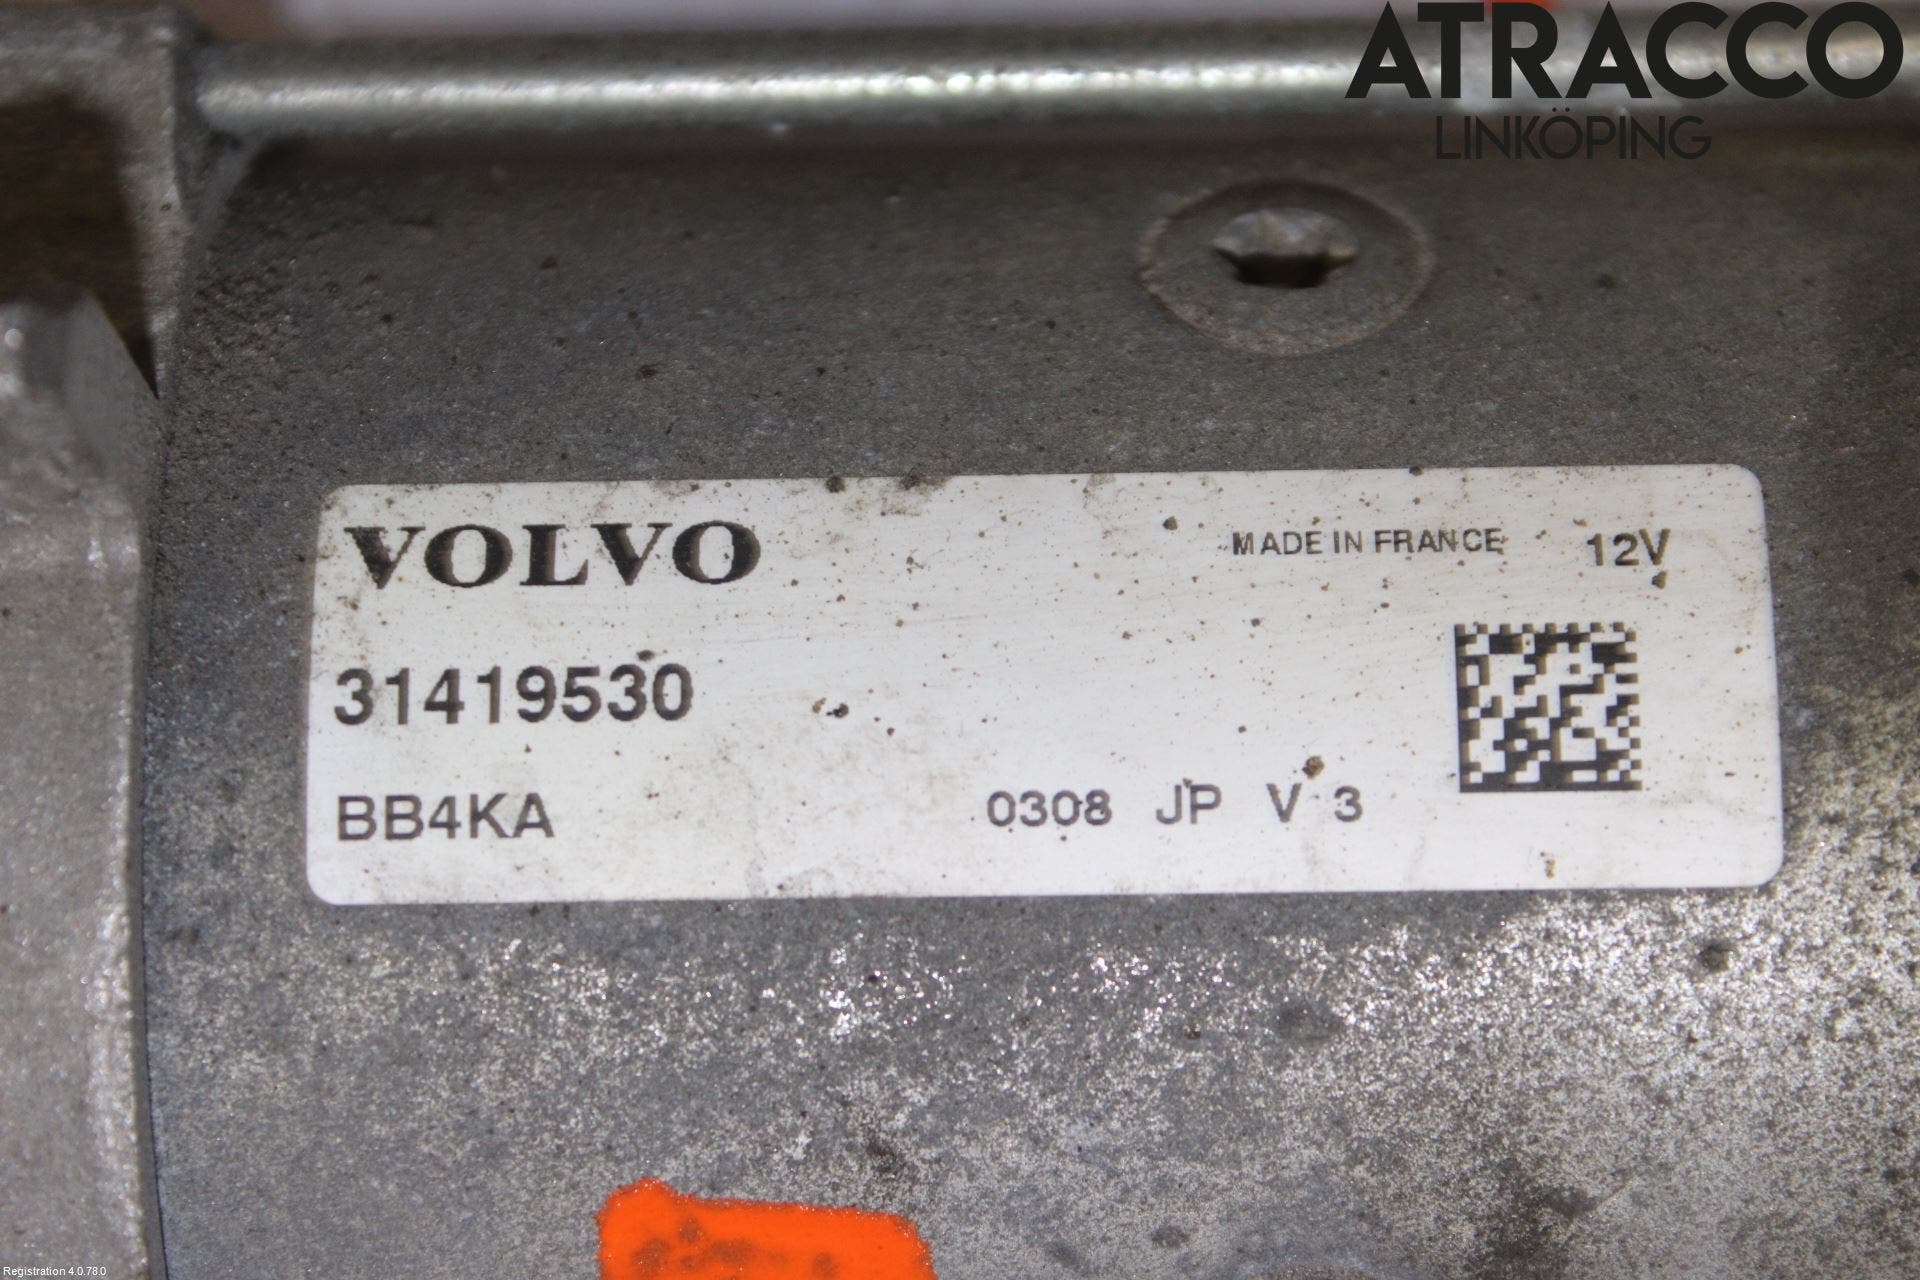 ATRACCO
LINKÖPING
VOLVO MADE IN FRANCE 12V
31419530
BB4KA 0308 JP V 3
Registration 4.0.78.0